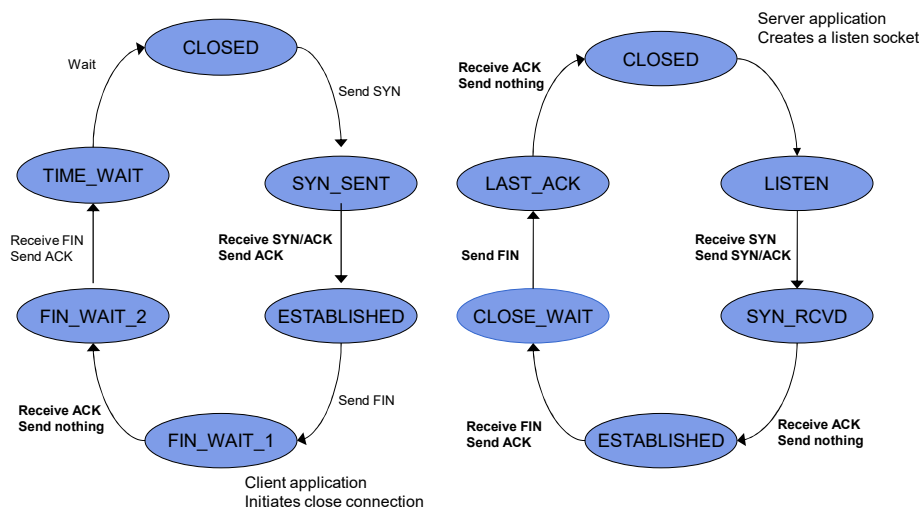 CLOSED
Wait
Send SYN
TIME_WAIT
SYN_SENT
Receive FIN
Send ACK
Receive SYN/ACK
Send ACK
FIN_WAIT_2
ESTABLISHED
Receive ACK
Send nothing
Send FIN
FIN_WAIT_1
Client application
Initiates close connection
Server application
Creates a listen socket
CLOSED
Receive ACK
Send nothing
LAST_ACK
LISTEN
Send FIN
Receive SYN
Send SYN/ACK
CLOSE_WAIT
SYN_RCVD
Receive FIN
Send ACK
Receive ACK
Send nothing
ESTABLISHED